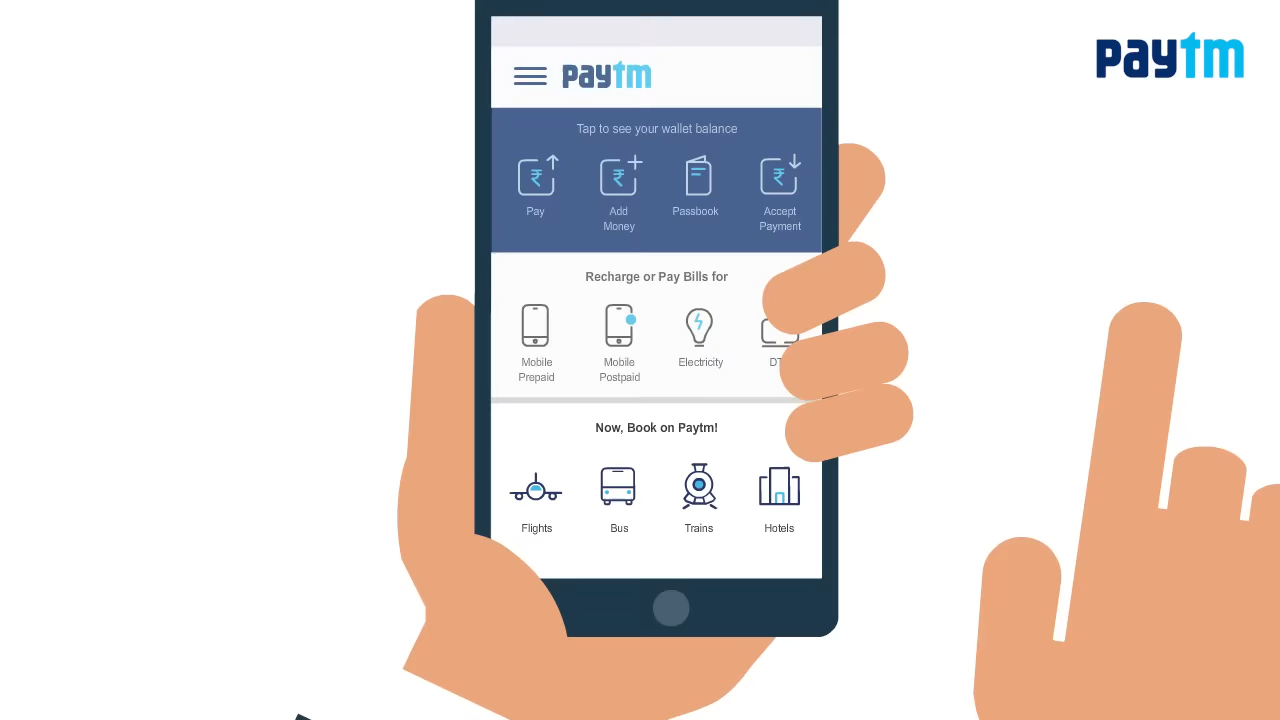 paytm
paytm
Tap to see your wallet balance
Pay
Add
Money
Passbook
Accept
Payment
Recharge or Pay Bills for
Mobile
Prepaid
Mobile
Postpaid
Electricity
Now, Book on Paytm!
Flights
Bus
Trains
Hotels